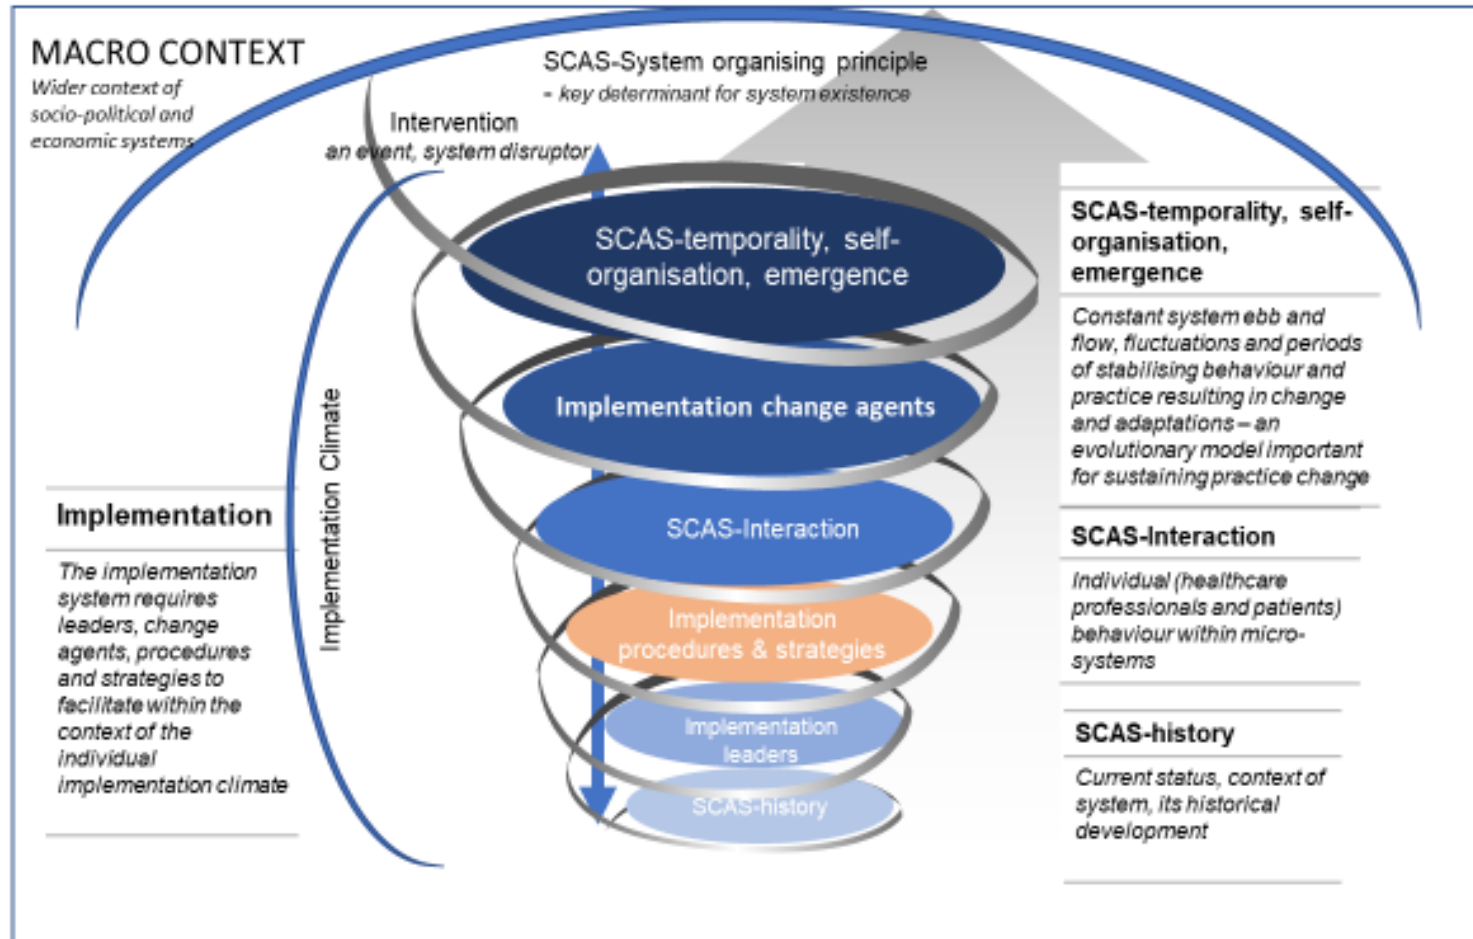 MACRO CONTEXT
Wider context of
socio-political and
economic systems
SCAS-System organising principle
= key determinant for system existence
Intervention
an event, system disruptor
Implementation Climate
Implementation
The implementation
system requires
leaders, change
agents, procedures
and strategies to
facilitate within the
context of the
individual
implementation climate
SCAS-temporality, self-
organisation, emergence
Implementation change agents
SCAS-Interaction
Implementation
procedures & strategies
Implementation
leaders
SCAS-history
SCAS-temporality, self-
organisation,
emergence
Constant system ebb and
flow, fluctuations and periods
of stabilising behaviour and
practice resulting in change
and adaptations – an
evolutionary model important
for sustaining practice change
SCAS-Interaction
Individual (healthcare
professionals and patients)
behaviour within micro-
systems
SCAS-history
Current status, context of
system, its historical
development